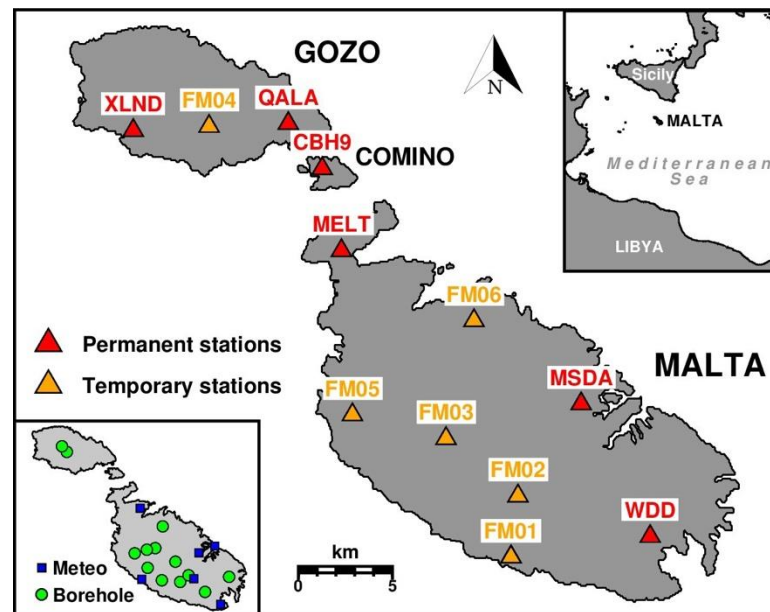 GOZO
XLND
FM04
QALA
CBH9
COMINO
MELT
N
Sicily
MALTA
Mediterranean
Sea
LIBYA
FM06
Permanent stations
Temporary stations
MALTA
MSDA
FM05
FM03
FM02
WDD
FM01
km
0
5
Meteo
Borehole